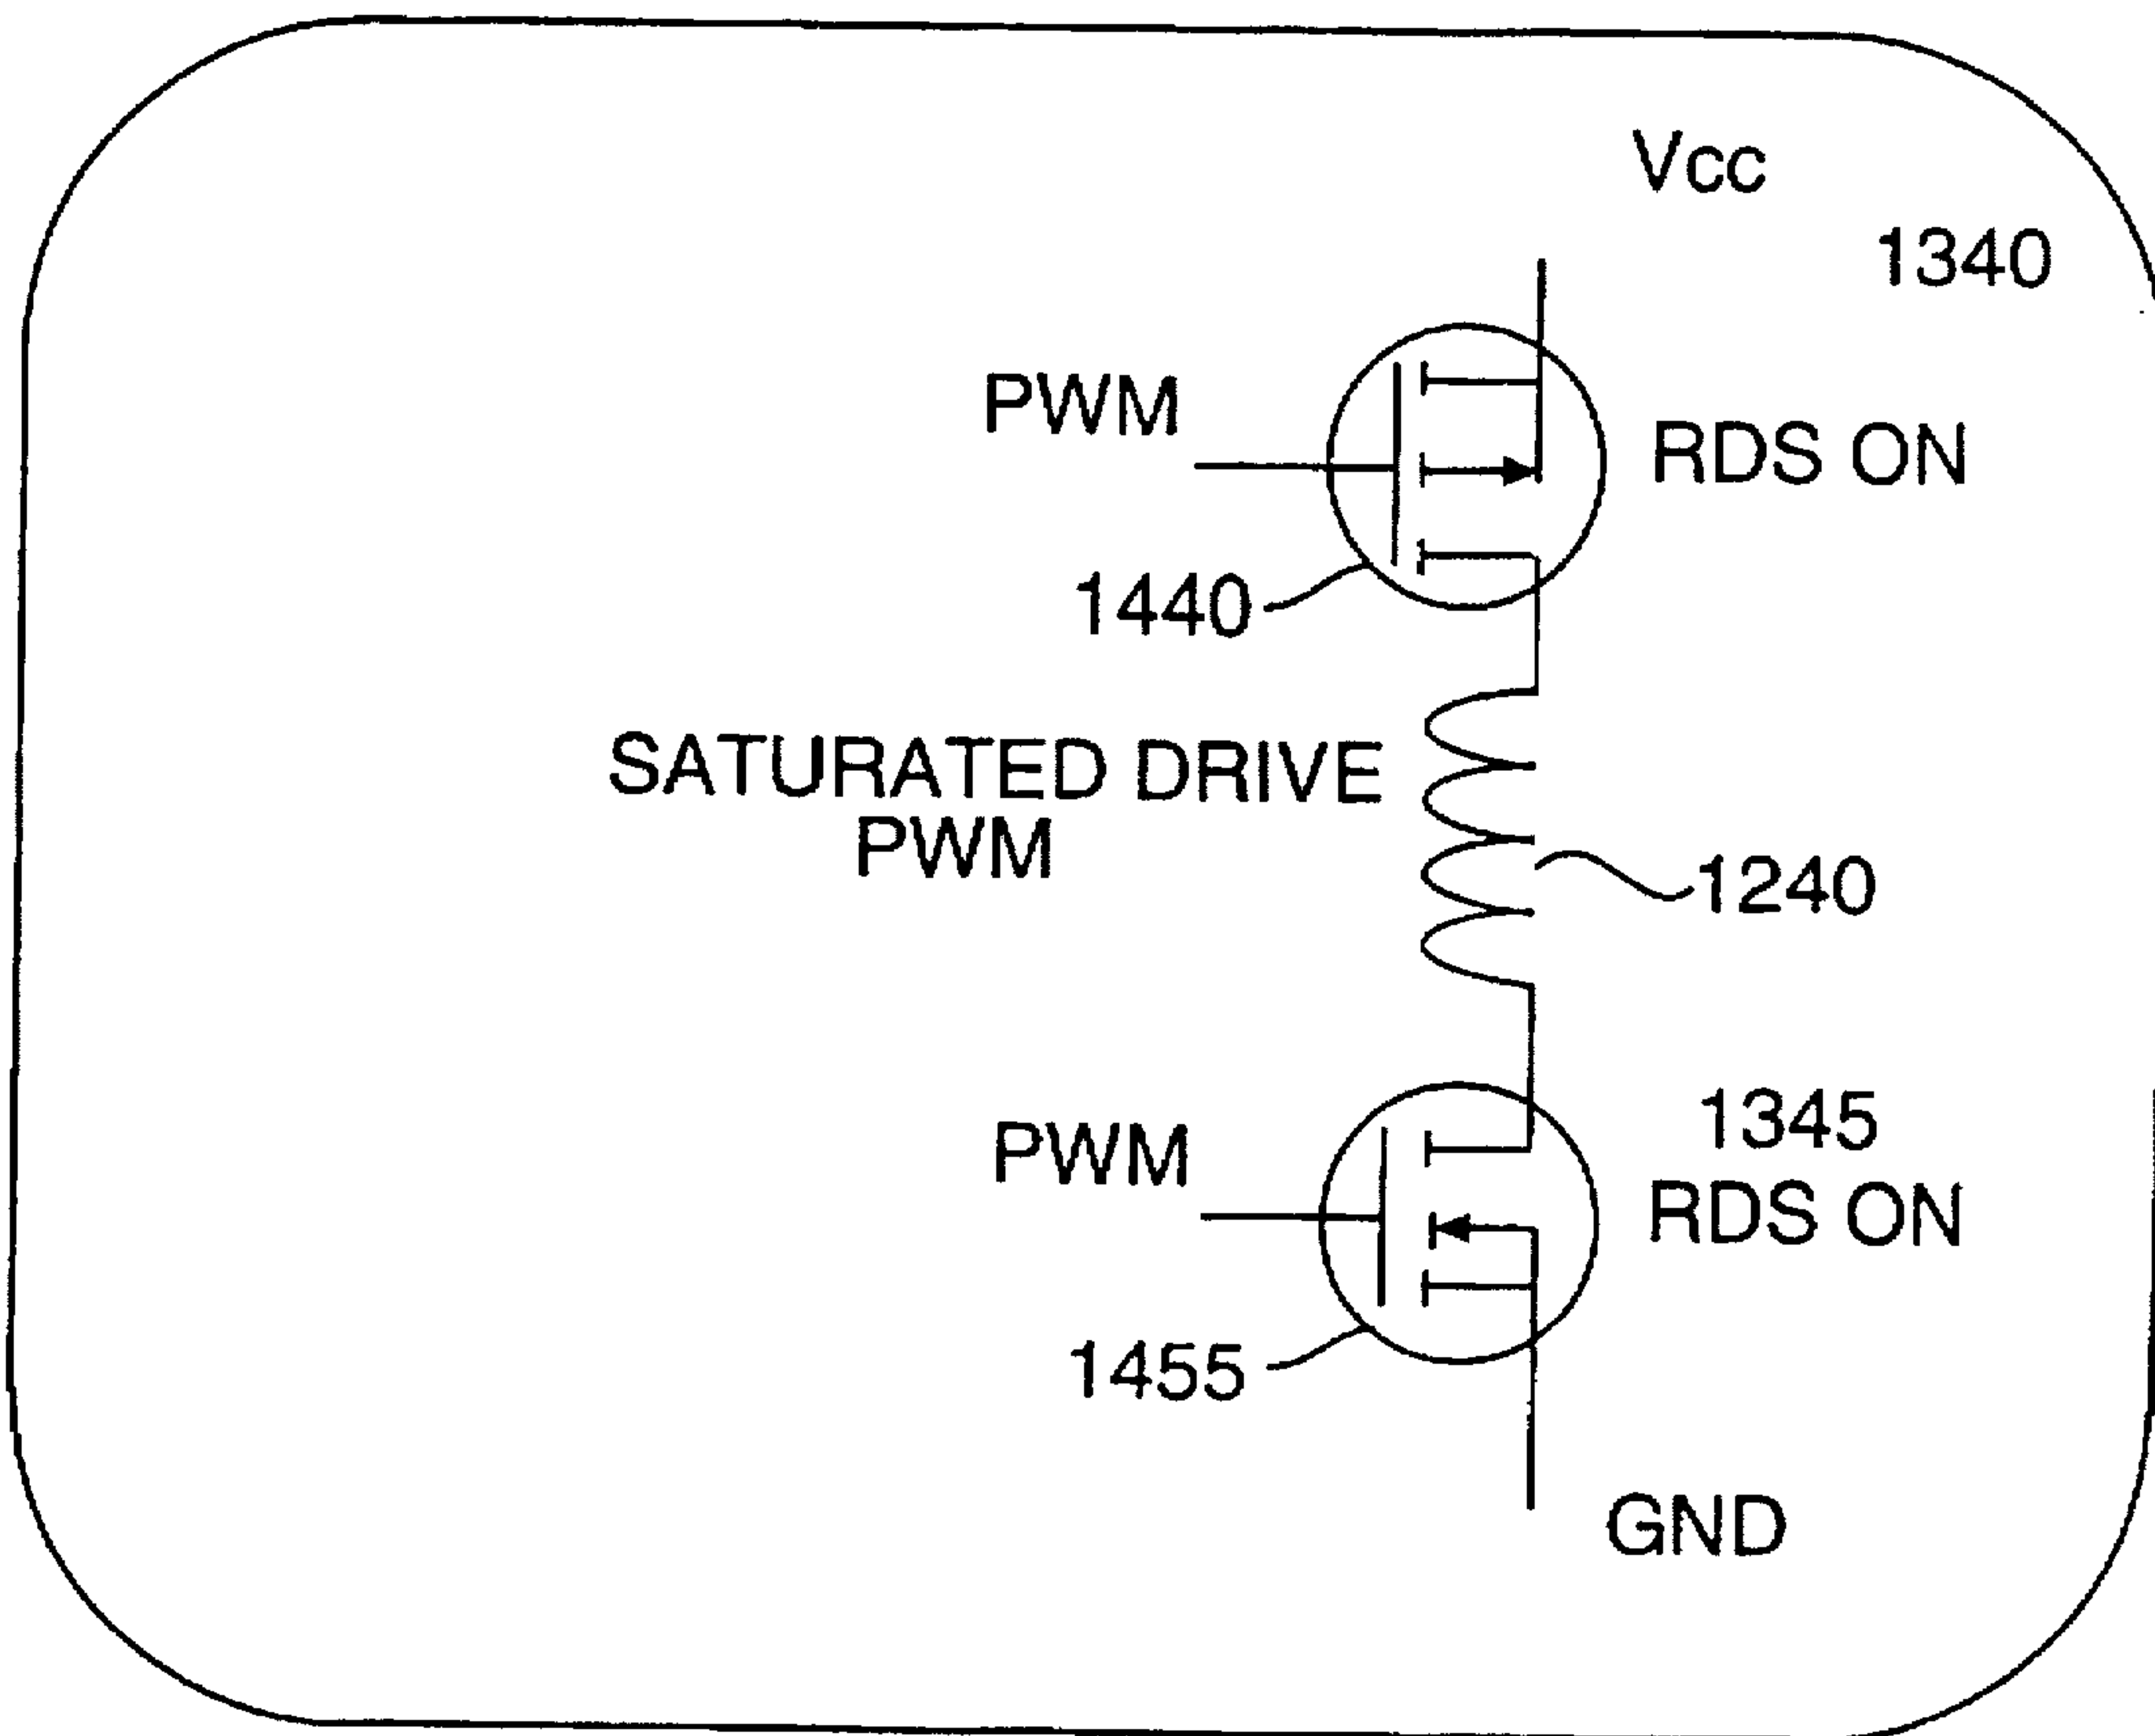 Vcc
1340
PWM
RDS ON
1440
SATURATED DRIVE
PWM
1240
1345
PWM
RDS ON
1455
GND